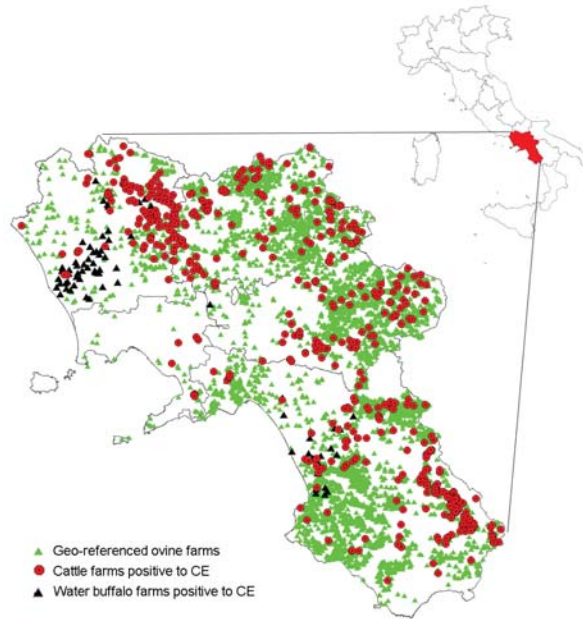 Geo-referenced ovine farms
Cattle farms positive to CE
Water buffalo farms positive to CE